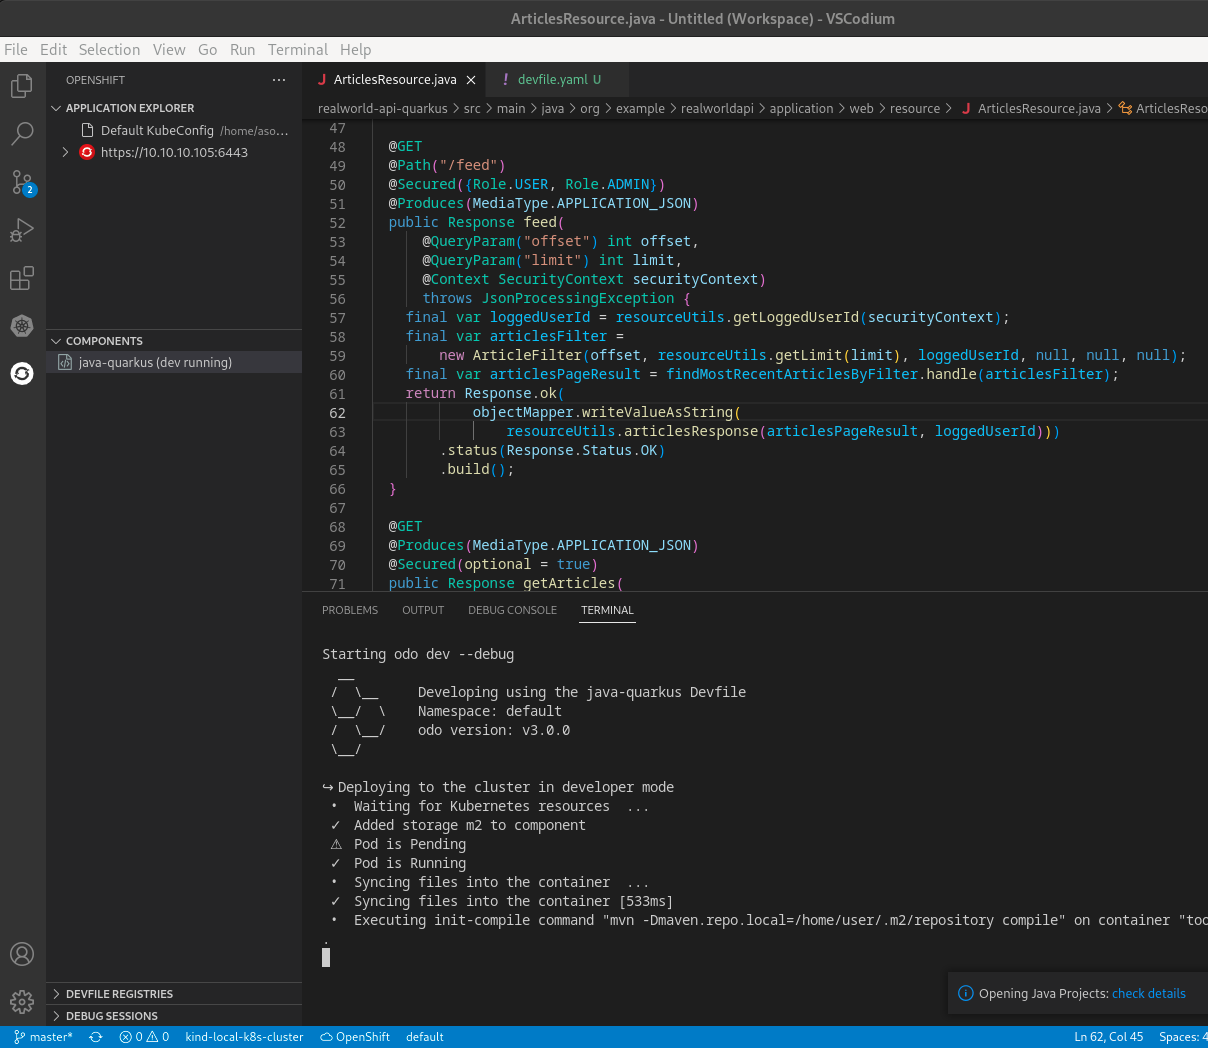 ArticlesResource.java - Untitled (Workspace) - VSCodium
File Edit Selection View Go Run Terminal Help
OPENSHIFT ...
APPLICATION EXPLORER
Default KubeConfig /home/aso...
https://10.10.10.105:6443
COMPONENTS
java-quarkus (dev running)
DEVFILE REGISTRIES
DEBUG SESSIONS
2
J ArticlesResource.java × ! devfile.yaml U
realworld-api-quarkus > src > main > java > org > example > realworldapi > application > web > resource > J ArticlesResource.java > ArticlesReso
47
48 @GET
49 @Path("/feed")
50 @Secured({Role.USER, Role.ADMIN})
51 @Produces(MediaType.APPLICATION_JSON)
52 public Response feed(
53 @QueryParam("offset") int offset,
54 @QueryParam("limit") int limit,
55 @Context SecurityContext securityContext)
56 throws JsonProcessingException {
57 final var loggedUserId = resourceUtils.getLoggedUserId(securityContext);
58 final var articlesFilter =
59 new ArticleFilter(offset, resourceUtils.getLimit(limit), loggedUserId, null, null, null);
60 final var articlesPageResult = findMostRecentArticlesByFilter.handle(articlesFilter);
61 return Response.ok(
62 objectMapper.writeValueAsString(
63 resourceUtils.articlesResponse(articlesPageResult, loggedUserId)))
64 .status(Response.Status.OK)
65 .build();
66 }
67
68 @GET
69 @Produces(MediaType.APPLICATION_JSON)
70 @Secured(optional = true)
71 public Response getArticles(
PROBLEMS OUTPUT DEBUG CONSOLE TERMINAL
Starting odo dev --debug
  __
 /  \__     Developing using the java-quarkus Devfile
 \__/  \    Namespace: default
 /  \__/    odo version: v3.0.0
 \__/
↪ Deploying to the cluster in developer mode
• Waiting for Kubernetes resources ...
✓ Added storage m2 to component
⚠ Pod is Pending
✓ Pod is Running
• Syncing files into the container ...
✓ Syncing files into the container [533ms]
• Executing init-compile command "mvn -Dmaven.repo.local=/home/user/.m2/repository compile" on container "too
.
Opening Java Projects: check details
master* 0 0 kind-local-k8s-cluster OpenShift default Ln 62, Col 45 Spaces: 4